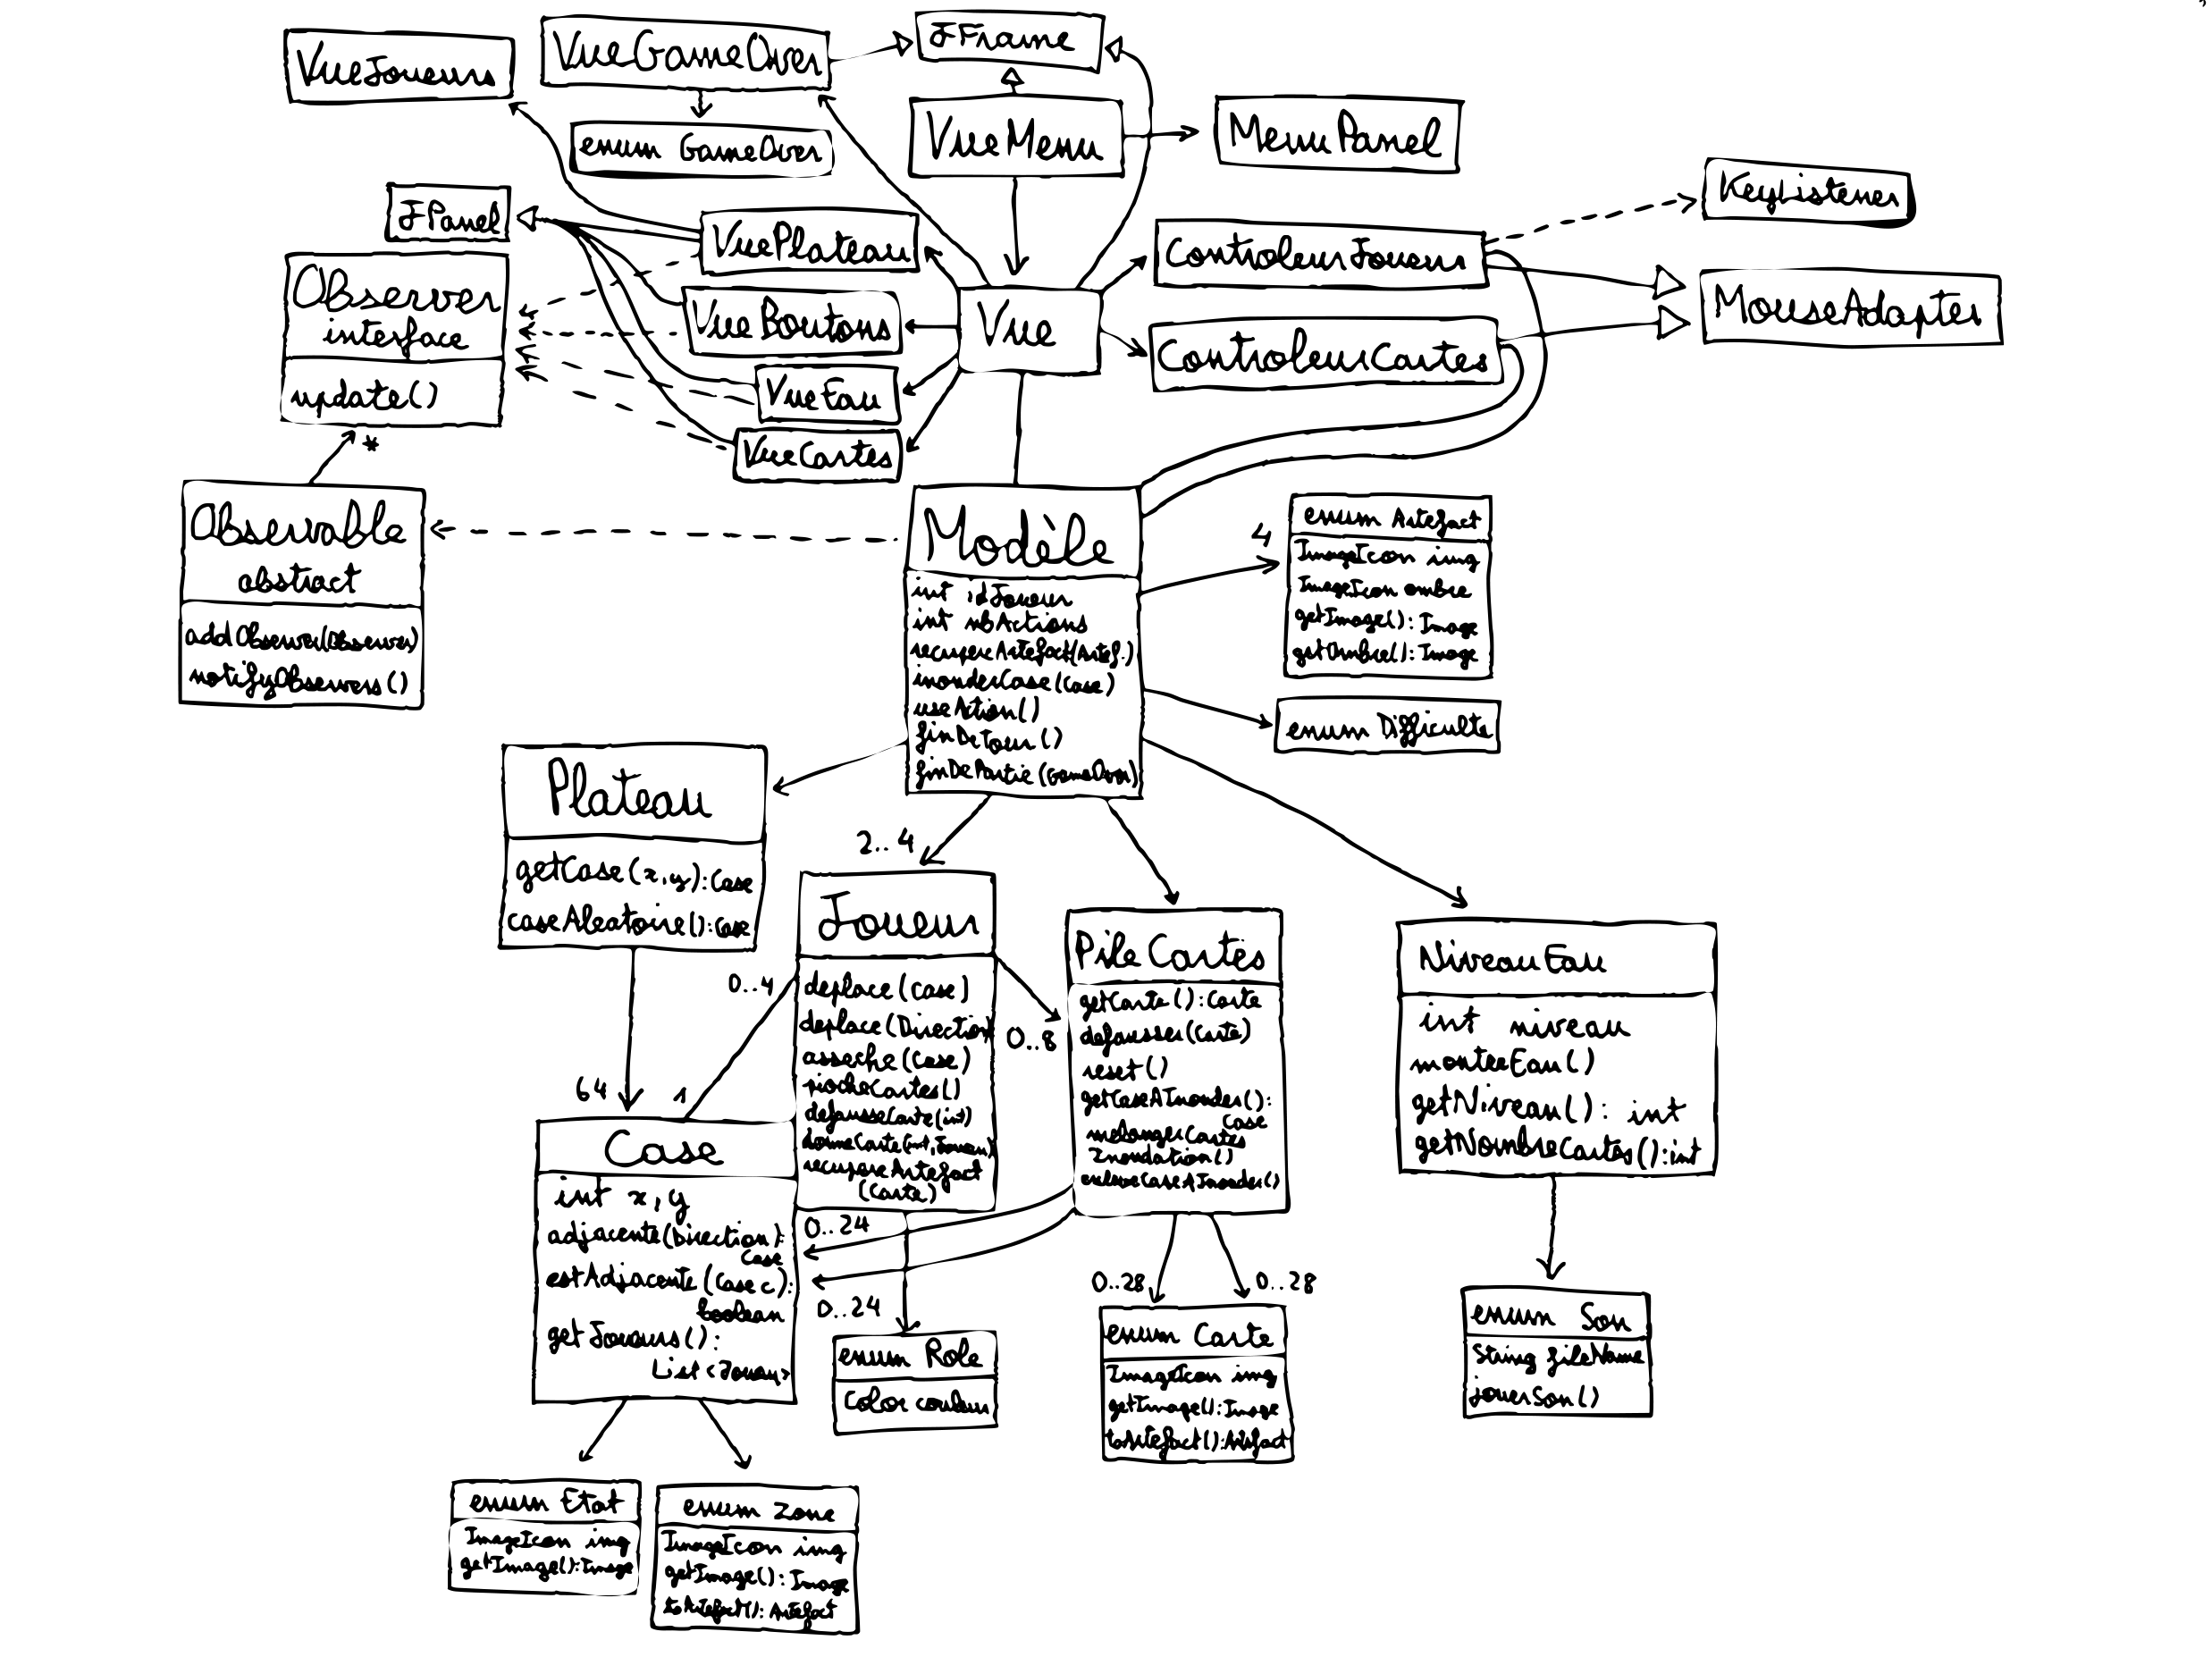 VueJoueurs
VueGameOver
JFrame
enum GameOver
VueMenu
MenuPanel
KeyListener
JPanel
VuePlateau
ControleurJoueur
Observer
interface
update()
*
VueBoutons
Vue
ControleurCartes
MouseAdapter
VueEau
VueCartes
Observable
abstract
addObserver(Observer)
notifyObservers()
Modèle
int idJoueur
int nbActions
recupereArtefact(Artef.)
inonderCase(Case)
useAction()
finDeTour()
finDePartie(GameOver)
4
enum Artefact
ImageIcon img
ImageIcon ombre
getImage(): Image
getOmbre(): Image
enum Difficulte
Plateau
getCase(x,y): Case
caseAleatoire(): Case
2..4
Joueur
deplace(Case)
deplace(Direction)
asseche(Case)
piocheCartes()
defausseCarte(int)
donneCarte(int, Joueur)
recupereArtefact
(Carte)
0..4
0..8
PileCartes
getCarte(): Carte
defausser(Carte)
reset()
getCaseAInonder():
Case
melangerCartes
Inondation()
enleveCaseAInonder()
NiveauEau
int niveau
monteeEau()
getNiveau(): int
getNombreCartes(): int
64
1
Case
int x,y
adjacente(Direction):
Case
estAdjacente(Case c):
boolean
getJoueurs():
List<Joueur>
0..24
0..24
0..28
0..28
enum Role
Color couleur
enum Carte
ImageIcon img
getImage(): Image
toArtefact(): Artefact
enum Son
String fileName
jouerSon()
enum Etat
ImageIcon img
getImage(): Image
enum Zone
ImageIcon img
getImage(): Image
toArtefact(): Artefact